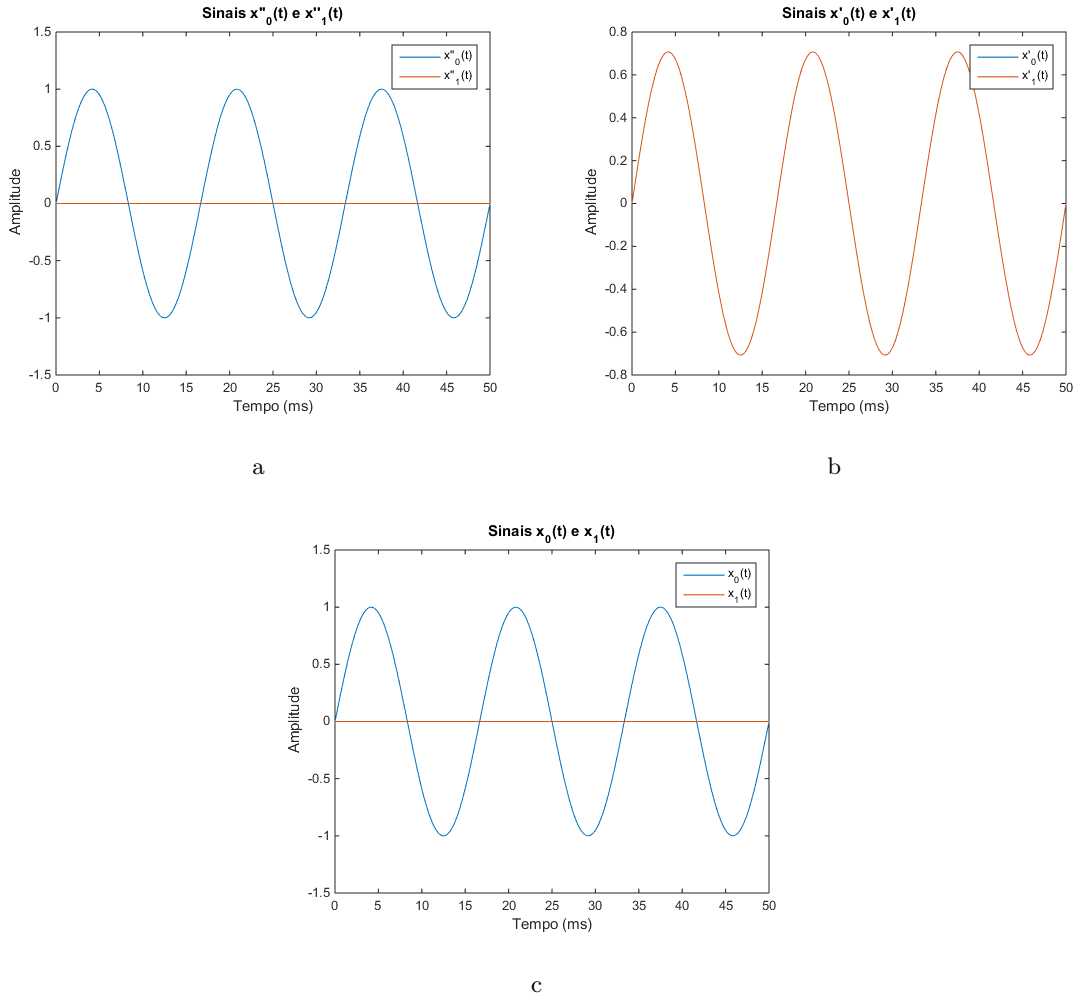 Sinais x''0(t) e x''1(t)
1.5
1
0.5
0
-0.5
-1
-1.5
Amplitude
x''0(t)
x''1(t)
0 5 10 15 20 25 30 35 40 45 50
Tempo (ms)
a
Sinais x'0(t) e x'1(t)
0.8
0.6
0.4
0.2
0
-0.2
-0.4
-0.6
-0.8
Amplitude
x'0(t)
x'1(t)
0 5 10 15 20 25 30 35 40 45 50
Tempo (ms)
b
Sinais x0(t) e x1(t)
1.5
1
0.5
0
-0.5
-1
-1.5
Amplitude
x0(t)
x1(t)
0 5 10 15 20 25 30 35 40 45 50
Tempo (ms)
c